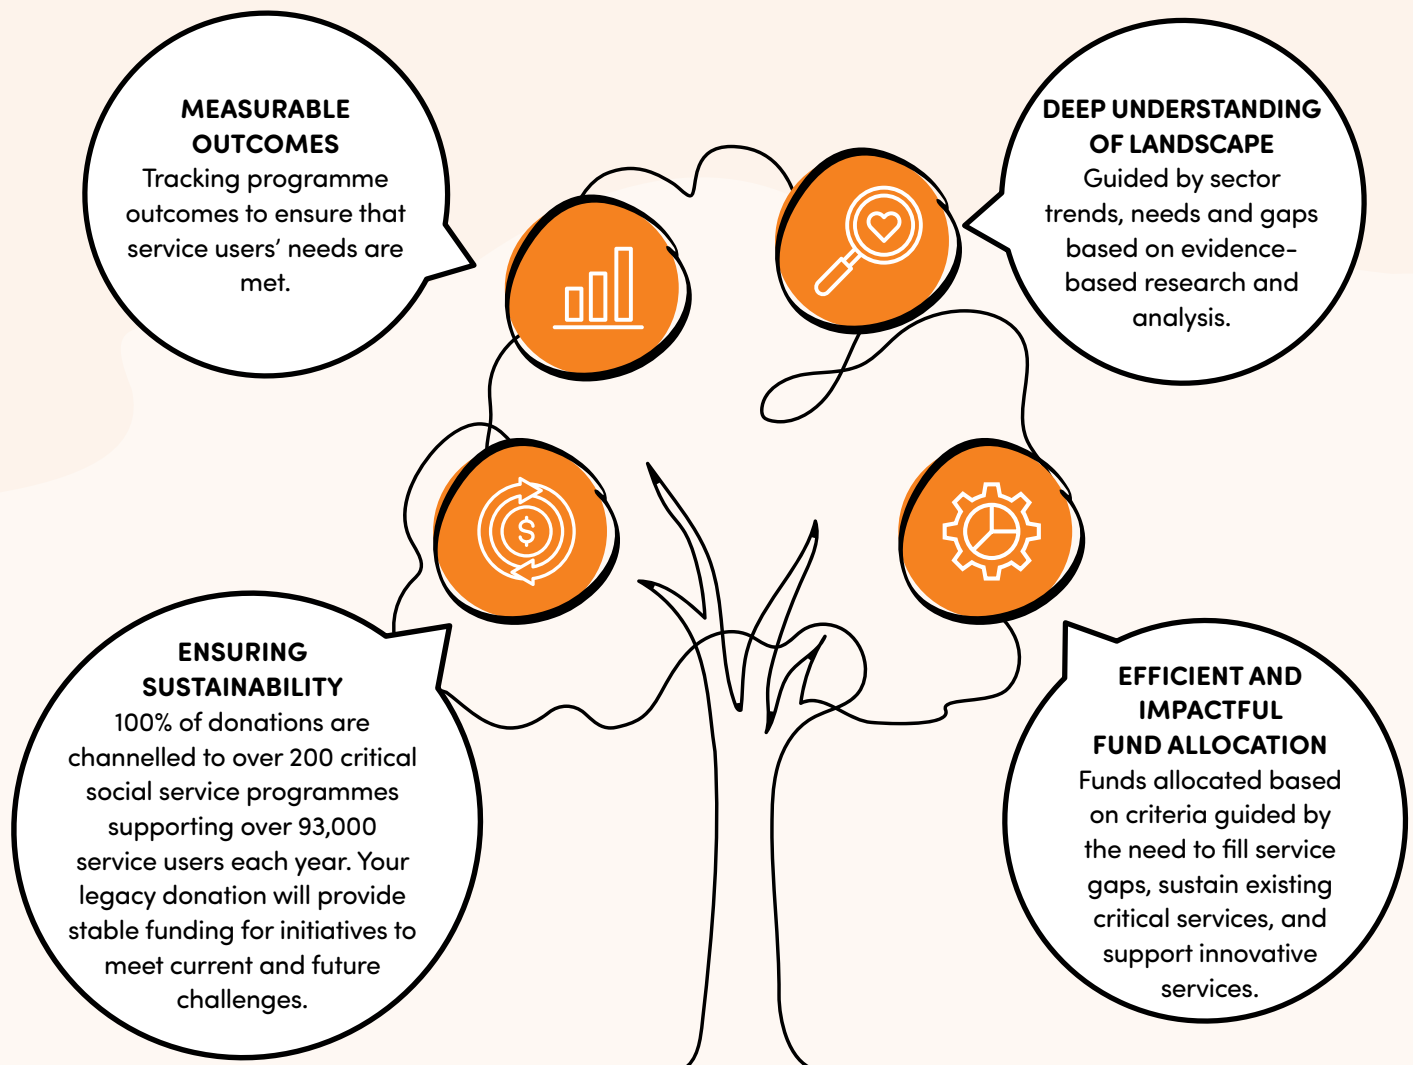 MEASURABLE
OUTCOMES
Tracking programme
outcomes to ensure that
service users’ needs are
met.
DEEP UNDERSTANDING
OF LANDSCAPE
Guided by sector
trends, needs and gaps
based on evidence-
based research and
analysis.
$
ENSURING
SUSTAINABILITY
100% of donations are
channelled to over 200 critical
social service programmes
supporting over 93,000
service users each year. Your
legacy donation will provide
stable funding for initiatives to
meet current and future
challenges.
EFFICIENT AND
IMPACTFUL
FUND ALLOCATION
Funds allocated based
on criteria guided by
the need to fill service
gaps, sustain existing
critical services, and
support innovative
services.